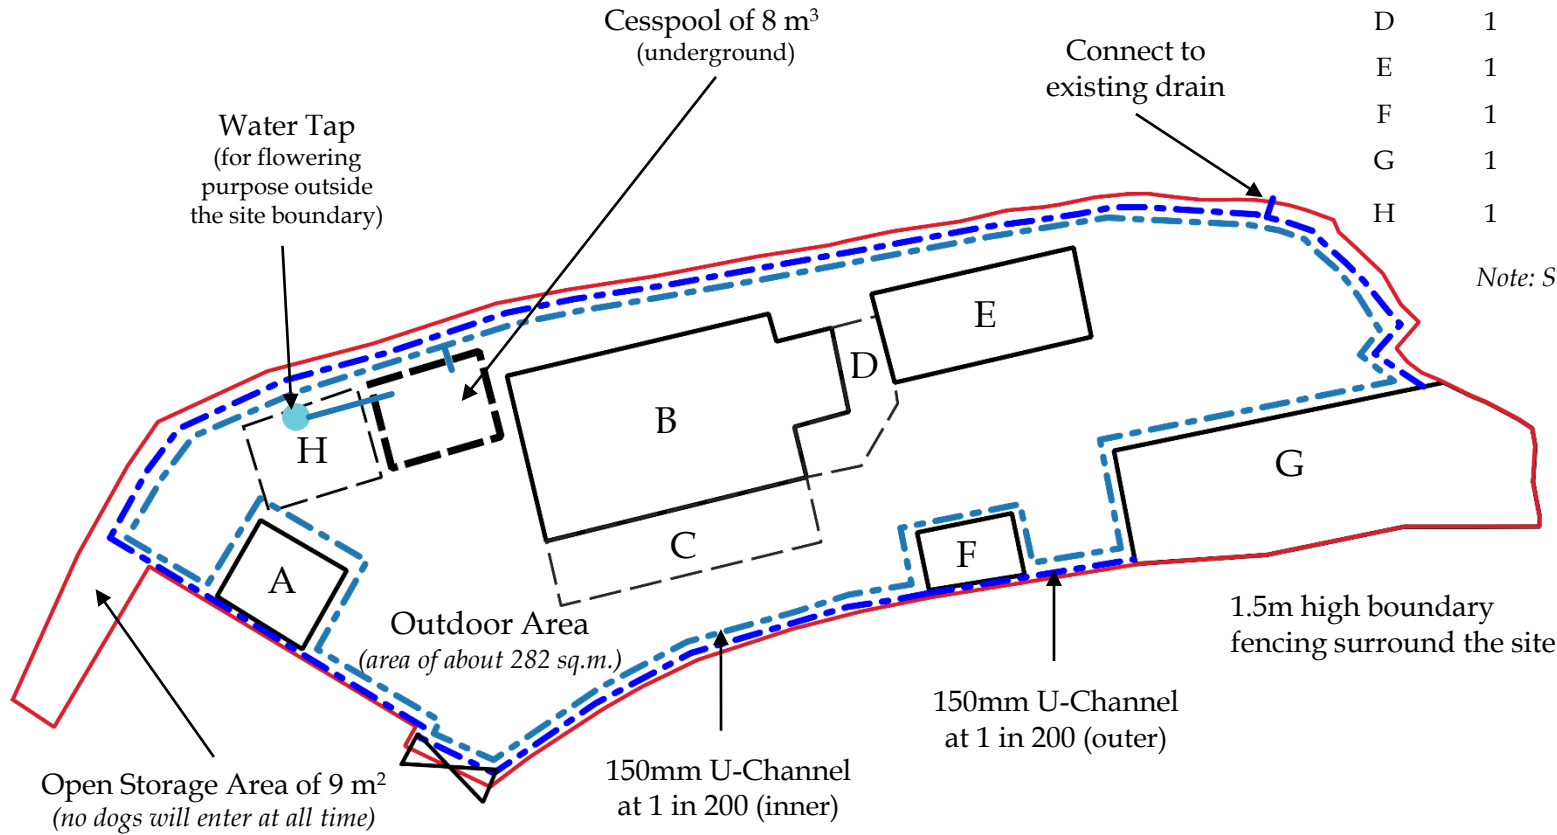 Cesspool of 8 m³
(underground)
Connect to
existing drain
D 1
E 1
F 1
G 1
H 1
Note: S
Water Tap
(for flowering
purpose outside
the site boundary)
E
D
B
H
G
C
F
A
Outdoor Area
(area of about 282 sq.m.)
1.5m high boundary
fencing surround the site
150mm U-Channel
at 1 in 200 (outer)
150mm U-Channel
at 1 in 200 (inner)
Open Storage Area of 9 m²
(no dogs will enter at all time)